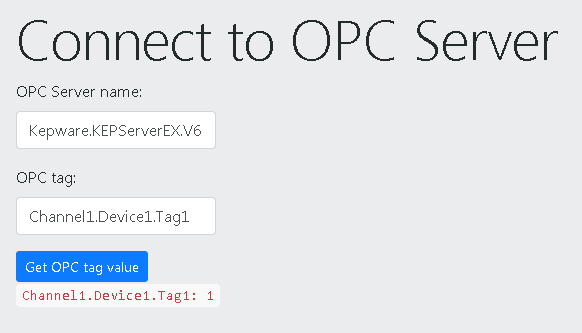 Connect to OPC Server
OPC Server name:
Kepware.KEPServerEX.V6
OPC tag:
Channel1.Device1.Tag1
Get OPC tag value
Channel1.Device1.Tag1: 1